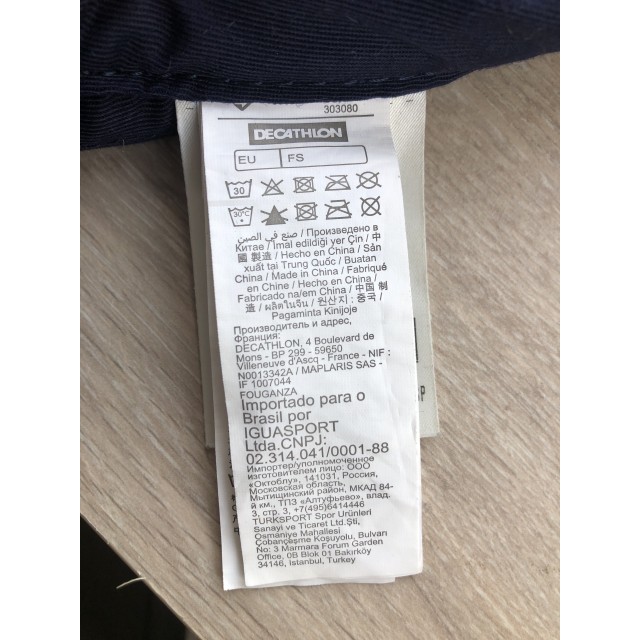 303080
DECATHLON
EU FS
30
30°C
صنع في الصين / Произведено в
Китае / Imal edildiği yer Çin / 中
國 製造 / Hecho en China / Sản
xuất tại Trung Quốc / Buatan
China / Made in China / Fabriqué
en Chine / Hecho en China /
Fabricado na/em China / 中国 制
造 / ผลิตในจีน / 원산지 : 중국 /
Pagaminta Kinijoje
Производитель и адрес,
Франция:
DECATHLON, 4 Boulevard de
Mons - BP 299 - 59650
Villeneuve d'Ascq - France - NIF :
N0013342A / MAPLARIS SAS -
IF 1007044
FOUGANZA
Importado para o
Brasil por
IGUASPORT
Ltda.CNPJ:
02.314.041/0001-88
Импортер/уполномоченное
изготовителем лицо: ООО
«Октоблу», 141031, Россия,
Московская область,
Мытищинский район, МКАД 84-
й км, ТПЗ «Алтуфьево», влад.
3, стр. 3, +7(495)6414446
TURKSPORT Spor Urünleri
Sanayi ve Ticaret Ltd.Şti,
Osmaniye Mahallesi
Çobançeşme Koşuyolu, Bulvarı
No: 3 Marmara Forum Garden
Office, 0B Blok 01 Bakırköy
34146, Istanbul, Turkey